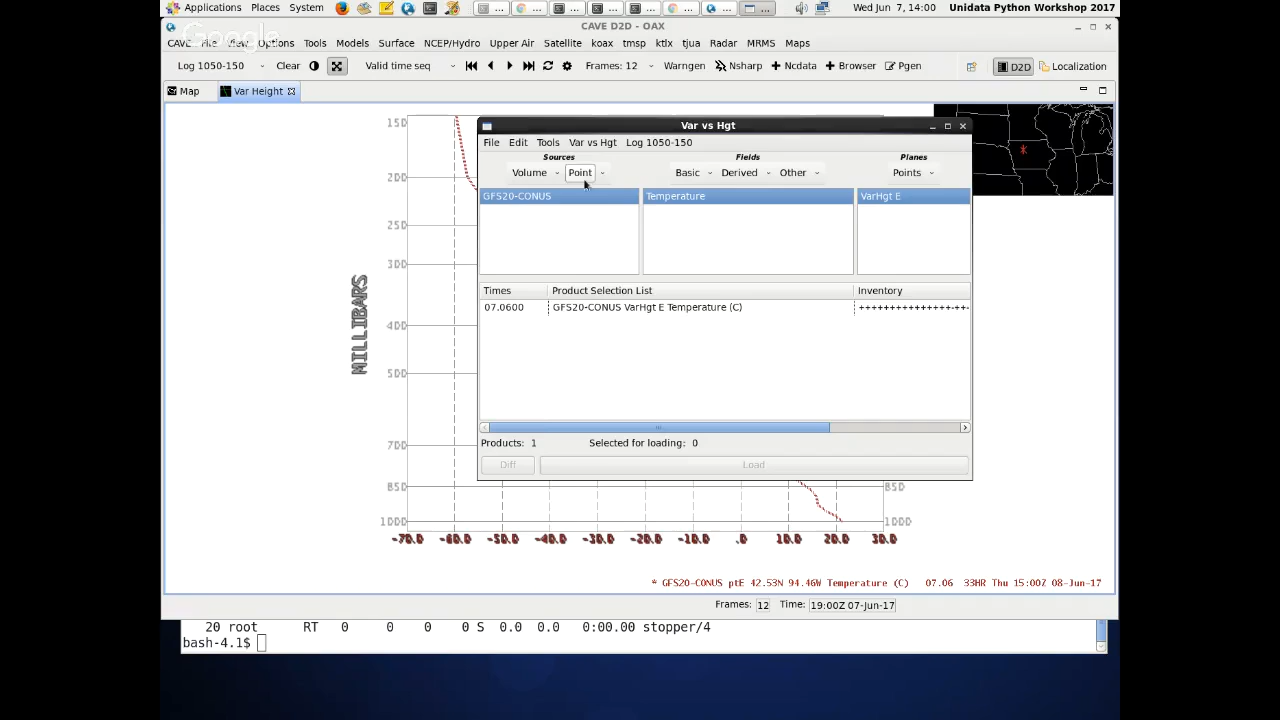 Applications Places System Wed Jun 7, 14:00 Unidata Python Workshop 2017
Google
CAVE D2D - OAX
CAVE File View Options Tools Models Surface NCEP/Hydro Upper Air Satellite koax tmsp ktlx tjua Radar MRMS Maps
Log 1050-150 Clear Valid time seq Frames: 12 Warngen Nsharp Ncdata Browser Pgen D2D Localization
Map Var Height
Var vs Hgt
File Edit Tools Var vs Hgt Log 1050-150
Sources Fields Planes
Volume Point Basic Derived Other Points
GFS20-CONUS Temperature VarHgt E
Times Product Selection List Inventory
07.0600 GFS20-CONUS VarHgt E Temperature (C) +++++++++++++++-++-
Products: 1 Selected for loading: 0
Diff Load
MILLIBARS
150
200
250
300
400
500
700
850 850
1000 1000
-70.0 -60.0 -50.0 -40.0 -30.0 -20.0 -10.0 .0 10.0 20.0 30.0
* GFS20-CONUS ptE 42.53N 94.46W Temperature (C) 07.06 33HR Thu 15:00Z 08-Jun-17
Frames: 12 Time: 19:00Z 07-Jun-17
20 root RT 0 0 0 0 S 0.0 0.0 0:00.00 stopper/4
bash-4.1$